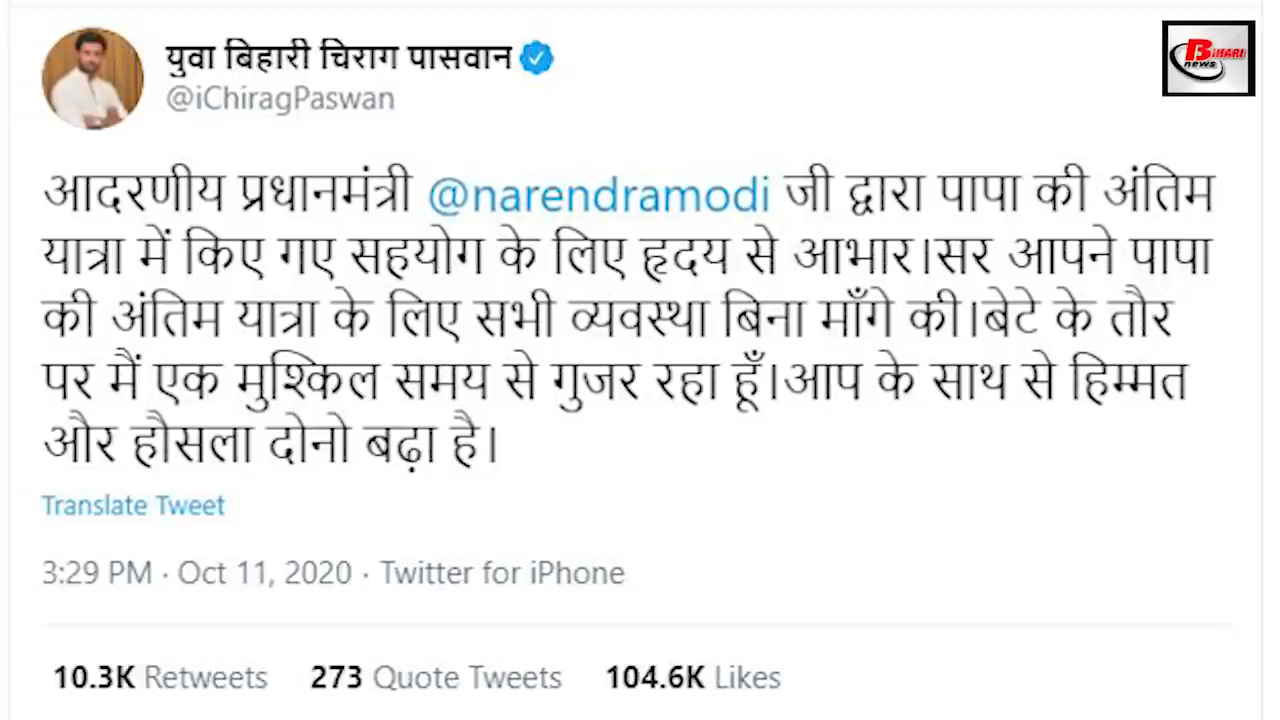 युवा बिहारी चिराग पासवान
@iChiragPaswan
BIHARI
news
आदरणीय प्रधानमंत्री @narendramodi जी द्वारा पापा की अंतिम
यात्रा में किए गए सहयोग के लिए हृदय से आभार।सर आपने पापा
की अंतिम यात्रा के लिए सभी व्यवस्था बिना माँगे की।बेटे के तौर
पर मैं एक मुश्किल समय से गुजर रहा हूँ।आप के साथ से हिम्मत
और हौसला दोनो बढ़ा है।
Translate Tweet
3:29 PM · Oct 11, 2020 · Twitter for iPhone
10.3K Retweets 273 Quote Tweets 104.6K Likes